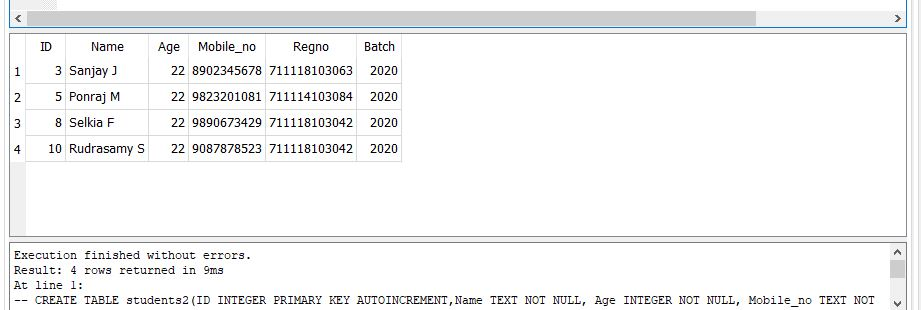 ID Name Age Mobile_no Regno Batch
1 3 Sanjay J 22 8902345678 711118103063 2020
2 5 Ponraj M 22 9823201081 711114103084 2020
3 8 Selkia F 22 9890673429 711118103042 2020
4 10 Rudrasamy S 22 9087878523 711118103042 2020
Execution finished without errors.
Result: 4 rows returned in 9ms
At line 1:
-- CREATE TABLE students2(ID INTEGER PRIMARY KEY AUTOINCREMENT,Name TEXT NOT NULL, Age INTEGER NOT NULL, Mobile_no TEXT NOT